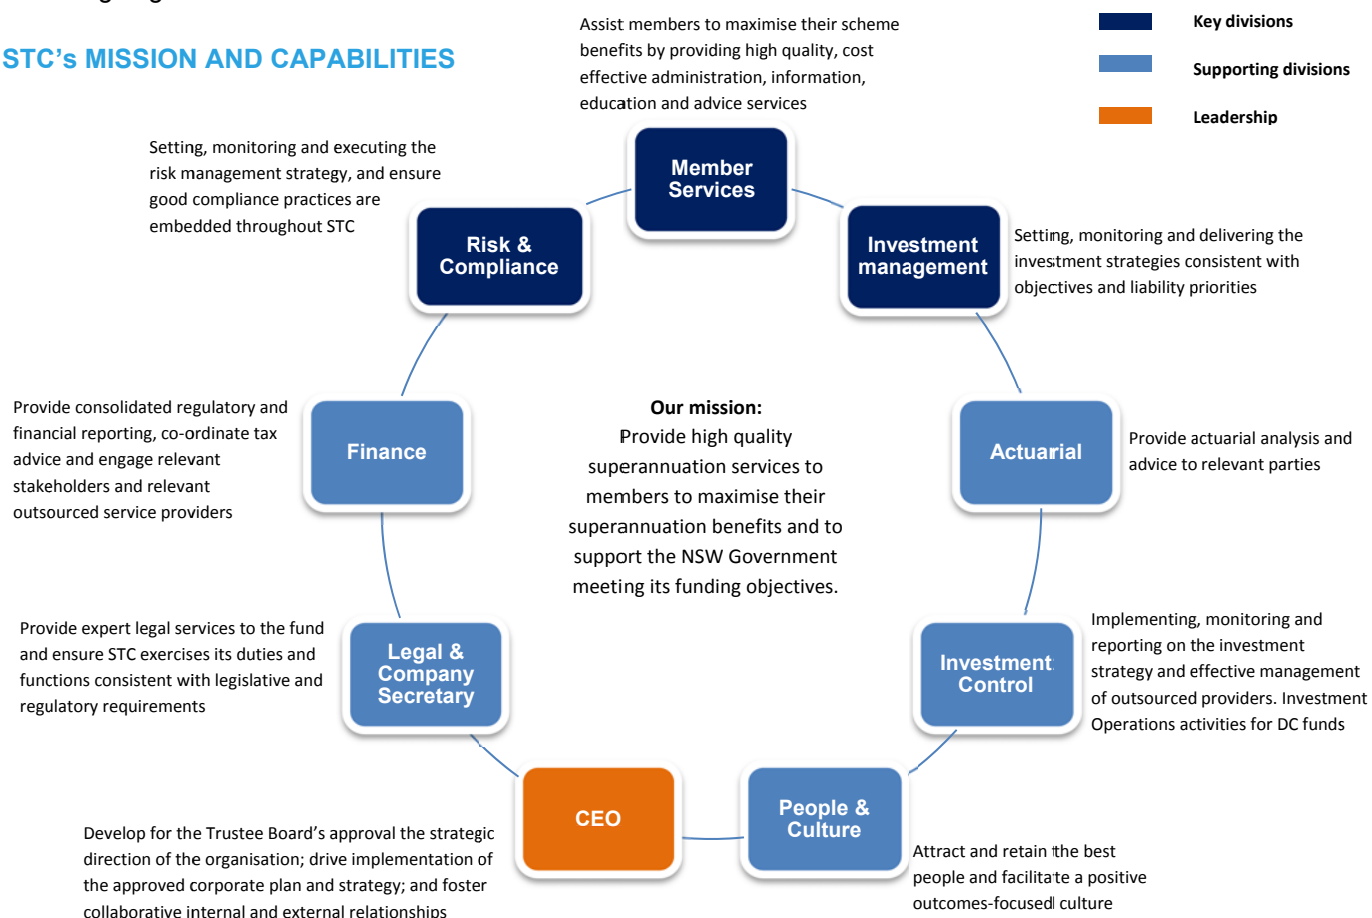 STC's MISSION AND CAPABILITIES
Assist members to maximise their scheme
benefits by providing high quality, cost
effective administration, information,
education and advice services
Key divisions
Supporting divisions
Leadership
Setting, monitoring and executing the
risk management strategy, and ensure
good compliance practices are
embedded throughout STC
Member
Services
Risk &
Compliance
Investment
management
Setting, monitoring and delivering the
investment strategies consistent with
objectives and liability priorities
Provide consolidated regulatory and
financial reporting, co-ordinate tax
advice and engage relevant
stakeholders and relevant
outsourced service providers
Finance
Our mission:
Provide high quality
superannuation services to
members to maximise their
superannuation benefits and to
support the NSW Government
meeting its funding objectives.
Actuarial
Provide actuarial analysis and
advice to relevant parties
Provide expert legal services to the fund
and ensure STC exercises its duties and
functions consistent with legislative and
regulatory requirements
Legal &
Company
Secretary
Investment
Control
Implementing, monitoring and
reporting on the investment
strategy and effective management
of outsourced providers. Investment
Operations activities for DC funds
CEO
People &
Culture
Develop for the Trustee Board's approval the strategic
direction of the organisation; drive implementation of
the approved corporate plan and strategy; and foster
collaborative internal and external relationships
Attract and retain the best
people and facilitate a positive
outcomes-focused culture